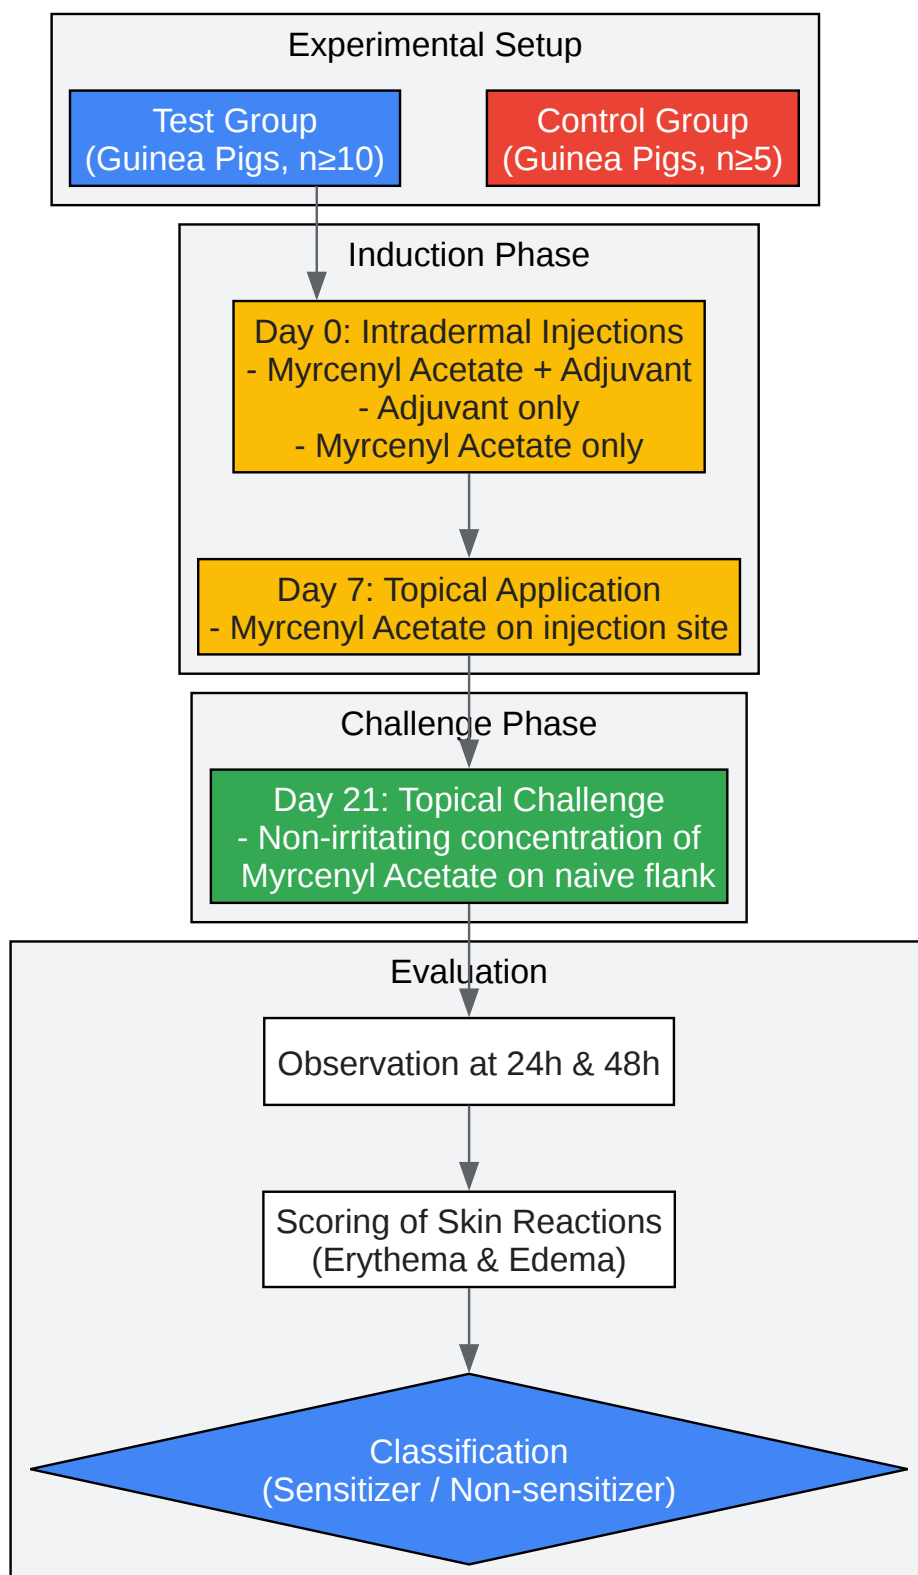 Experimental Setup
Test Group
(Guinea Pigs, n≥10)
Control Group
(Guinea Pigs, n≥5)
Induction Phase
Day 0: Intradermal Injections
- Myrcenyl Acetate + Adjuvant
- Adjuvant only
- Myrcenyl Acetate only
Day 7: Topical Application
- Myrcenyl Acetate on injection site
Challenge Phase
Day 21: Topical Challenge
- Non-irritating concentration of
Myrcenyl Acetate on naive flank
Evaluation
Observation at 24h & 48h
Scoring of Skin Reactions
(Erythema & Edema)
Classification
(Sensitizer / Non-sensitizer)